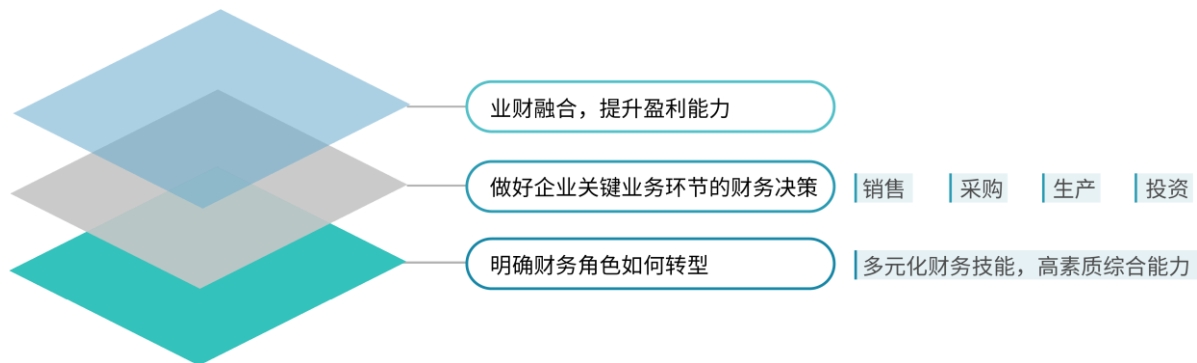 业财融合，提升盈利能力
做好企业关键业务环节的财务决策 销售 采购 生产 投资
明确财务角色如何转型 多元化财务技能，高素质综合能力